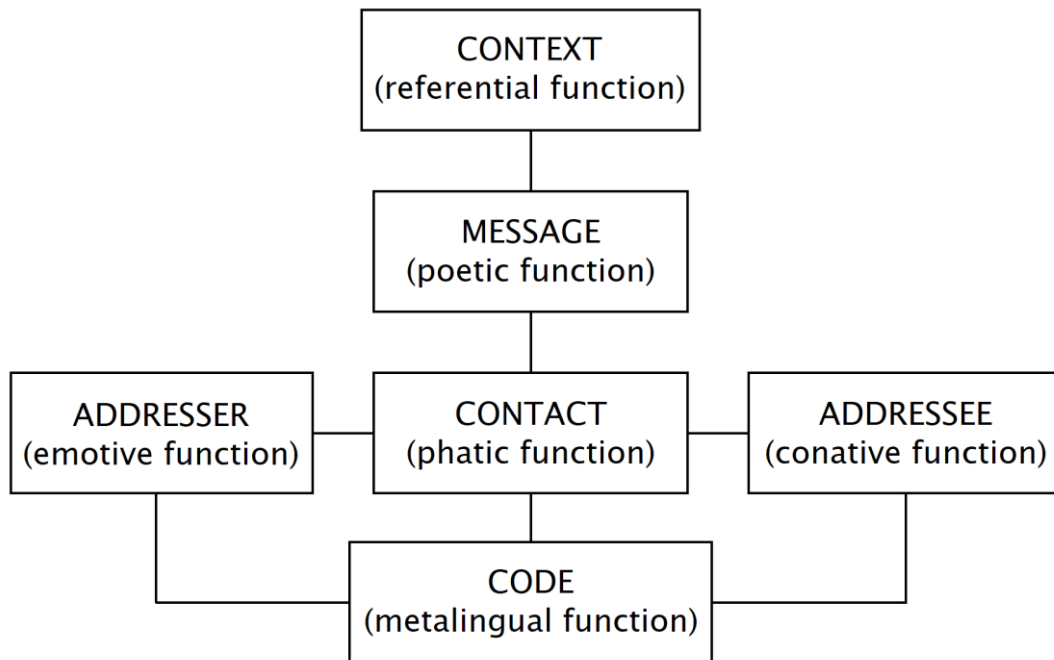 CONTEXT
(referential function)
MESSAGE
(poetic function)
ADDRESSER
(emotive function)
CONTACT
(phatic function)
ADDRESSEE
(conative function)
CODE
(metalingual function)